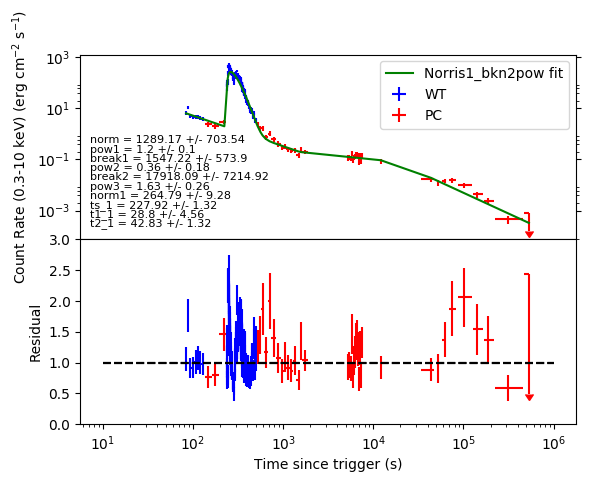 Count Rate (0.3-10 keV) (erg cm⁻² s⁻¹)
10³
10¹
10⁻¹
10⁻³
Norris1_bkn2pow fit
WT
PC
norm = 1289.17 +/- 703.54
pow1 = 1.2 +/- 0.1
break1 = 1547.22 +/- 573.9
pow2 = 0.36 +/- 0.18
break2 = 17918.09 +/- 7214.92
pow3 = 1.63 +/- 0.26
norm1 = 264.79 +/- 9.28
ts_1 = 227.92 +/- 1.32
t1_1 = 28.8 +/- 4.56
t2_1 = 42.83 +/- 1.32
Residual
3.0
2.5
2.0
1.5
1.0
0.5
0.0
10¹ 10² 10³ 10⁴ 10⁵ 10⁶
Time since trigger (s)